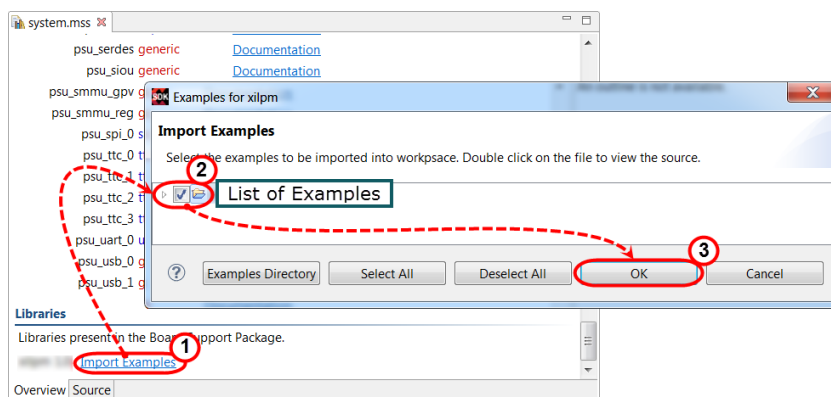 system.mss
psu_serdes generic Documentation
psu_siou generic Documentation
psu_smmu_gpv g
psu_smmu_reg g
psu_spi_0 s
psu_ttc_0 t
psu_ttc_1 t
psu_ttc_2 t
psu_ttc_3 t
psu_uart_0 u
psu_usb_0 g
psu_usb_1 g
SDK Examples for xilpm
Import Examples
Select the examples to be imported into workpsace. Double click on the file to view the source.
2
List of Examples
3
? Examples Directory Select All Deselect All OK Cancel
Libraries
Libraries present in the Board Support Package.
1
Import Examples
Overview Source